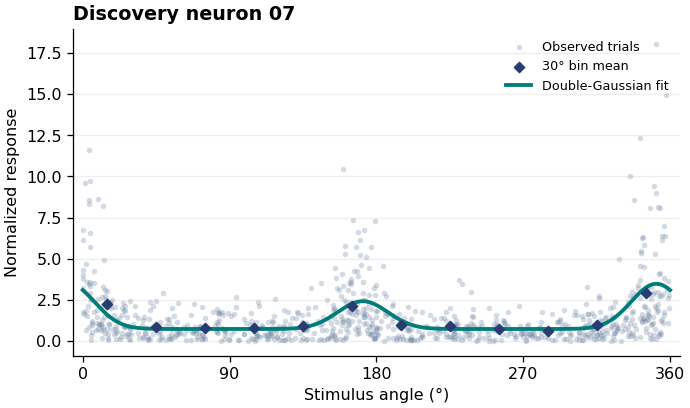 Discovery neuron 07
Observed trials
30° bin mean
Double-Gaussian fit
Normalized response
17.5
15.0
12.5
10.0
7.5
5.0
2.5
0.0
0 90 180 270 360
Stimulus angle (°)